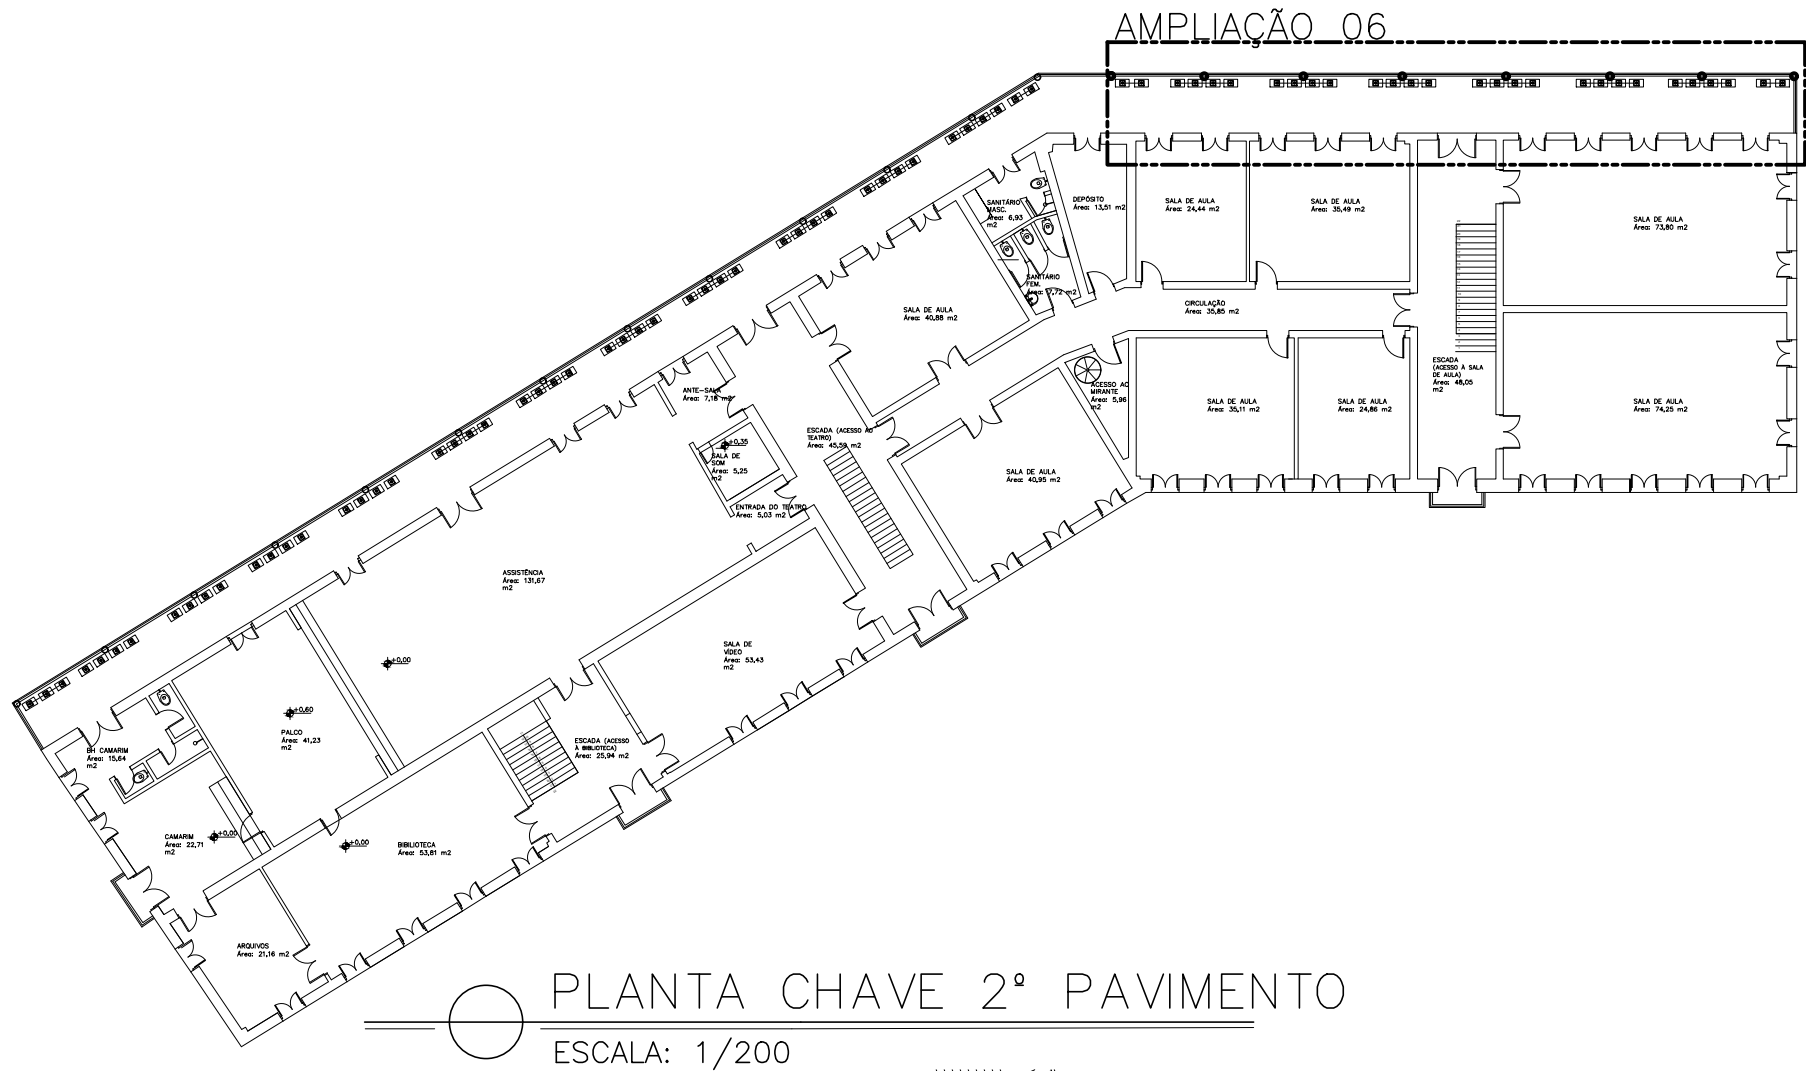 AMPLIAÇÃO 06
SANITÁRIO
MASC.
Área: 6,93
m2
DEPÓSITO
Área: 13,51 m2
SALA DE AULA
Área: 24,44 m2
SALA DE AULA
Área: 35,49 m2
SALA DE AULA
Área: 73,80 m2
SANITÁRIO
FEM.
Área: 7,72 m2
SALA DE AULA
Área: 40,88 m2
CIRCULAÇÃO
Área: 35,85 m2
ANTE-SALA
Área: 7,18 m2
ACESSO AO
MIRANTE
Área: 5,96
m2
ESCADA
(ACESSO À SALA
DE AULA)
Área: 48,05
m2
SALA DE AULA
Área: 35,11 m2
SALA DE AULA
Área: 24,86 m2
SALA DE AULA
Área: 74,25 m2
ESCADA (ACESSO AO
TEATRO)
Área: 45,59 m2
+0,35
SALA DE
SOM
Área: 5,25
m2
SALA DE AULA
Área: 40,95 m2
ENTRADA DO TEATRO
Área: 5,03 m2
ASSISTÊNCIA
Área: 131,67
m2
SALA DE
VÍDEO
Área: 53,43
m2
+0,00
+0,60
PALCO
Área: 41,23
m2
ESCADA (ACESSO
À BIBLIOTECA)
Área: 25,94 m2
BH CAMARIM
Área: 15,64
m2
CAMARIM
Área: 22,71
m2
+0,00
+0,00
BIBILIOTECA
Área: 53,81 m2
ARQUIVOS
Área: 21,16 m2
PLANTA CHAVE 2º PAVIMENTO
ESCALA: 1/200